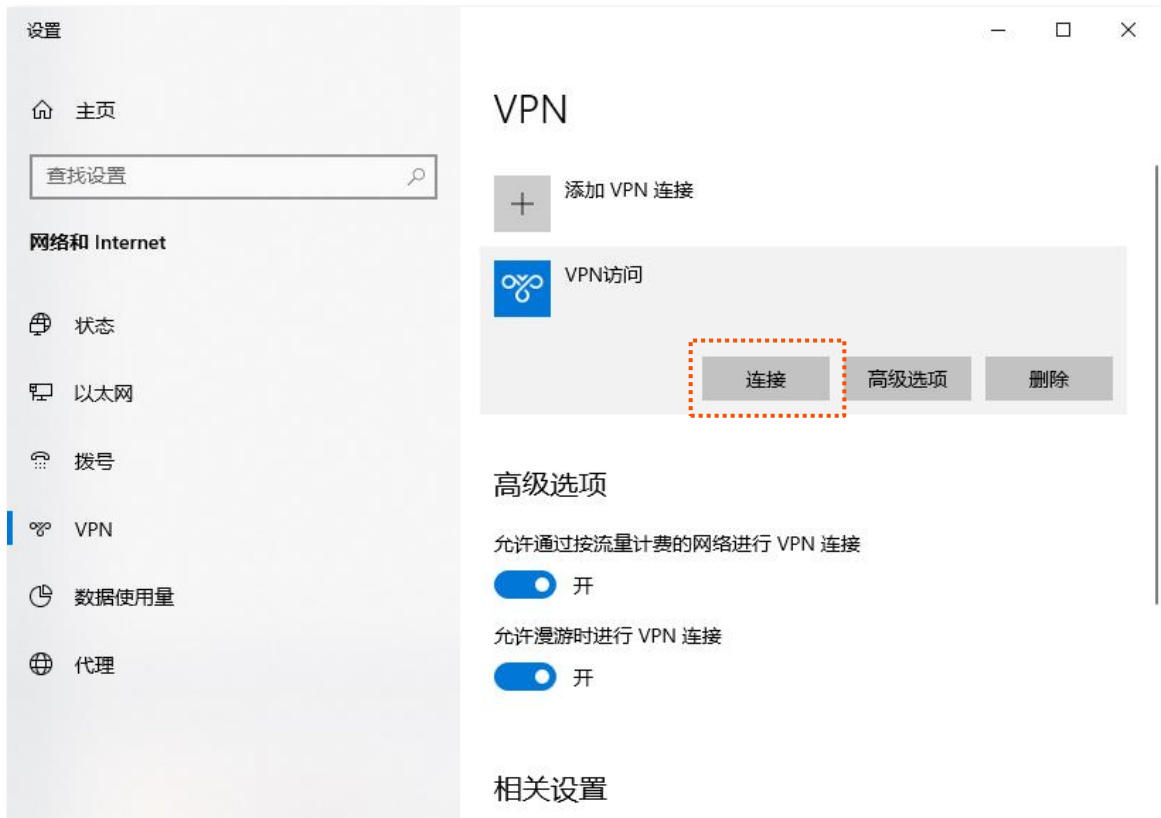 设置
主页
查找设置
网络和 Internet
状态
以太网
拨号
VPN
数据使用量
代理
VPN
添加 VPN 连接
VPN访问
连接
高级选项
删除
高级选项
允许通过按流量计费的网络进行 VPN 连接
开
允许漫游时进行 VPN 连接
开
相关设置